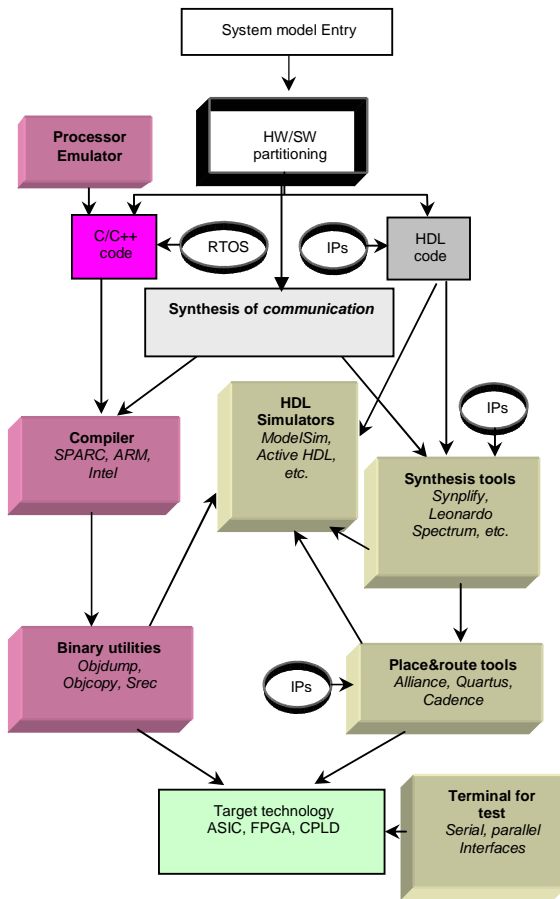 System model Entry
Processor
Emulator
HW/SW
partitioning
C/C++
code
RTOS
IPs
HDL
code
Synthesis of communication
HDL
Simulators
ModelSim,
Active HDL,
etc.
IPs
Compiler
SPARC, ARM,
Intel
Synthesis tools
Synplify,
Leonardo
Spectrum, etc.
Binary utilities
Objdump,
Objcopy, Srec
IPs
Place&route tools
Alliance, Quartus,
Cadence
Target technology
ASIC, FPGA, CPLD
Terminal for
test
Serial, parallel
Interfaces